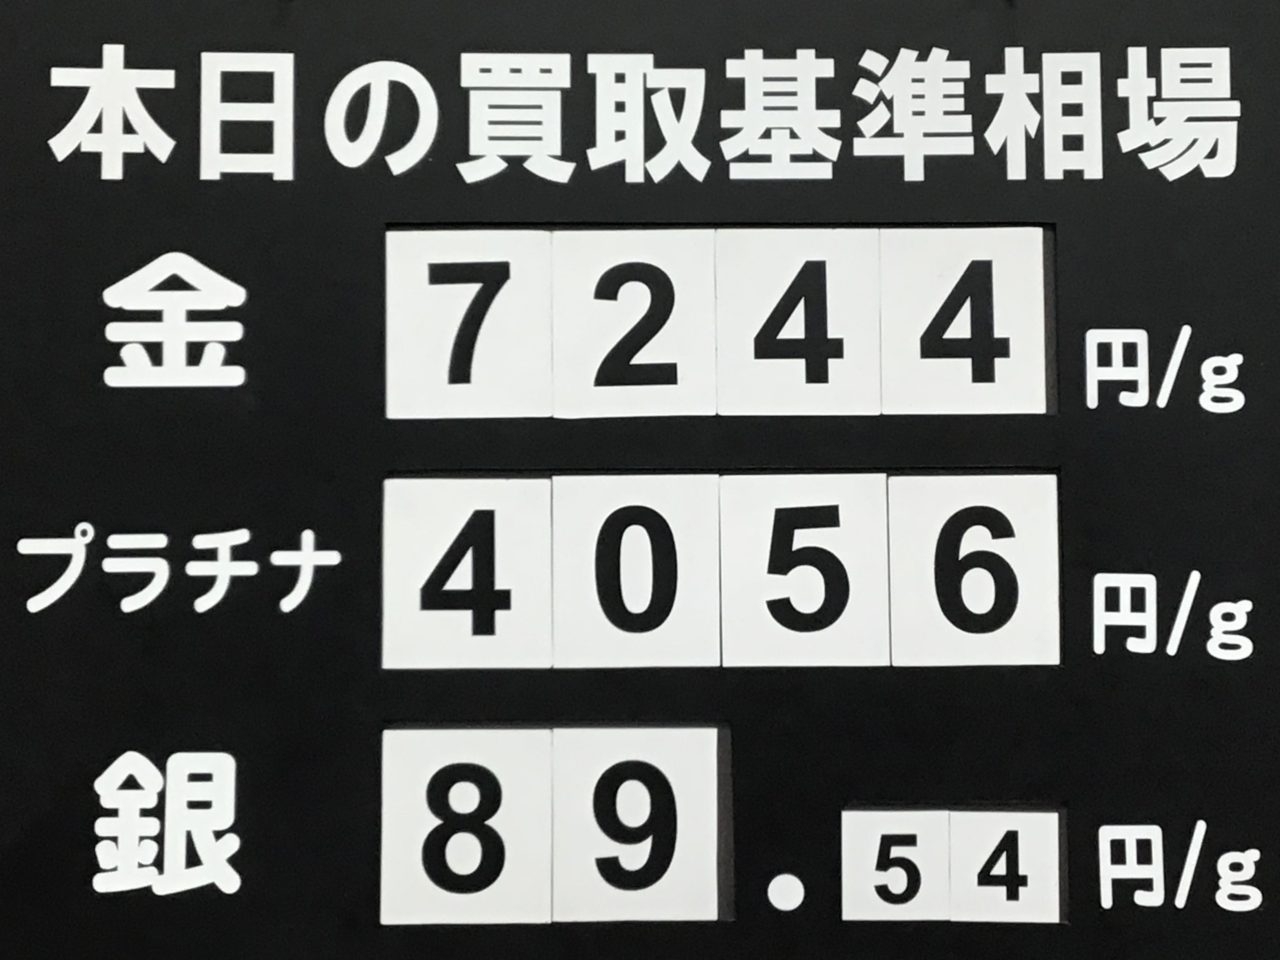 本日の買取基準相場
金 7244 円/g
プラチナ 4056 円/g
銀 89.54 円/g